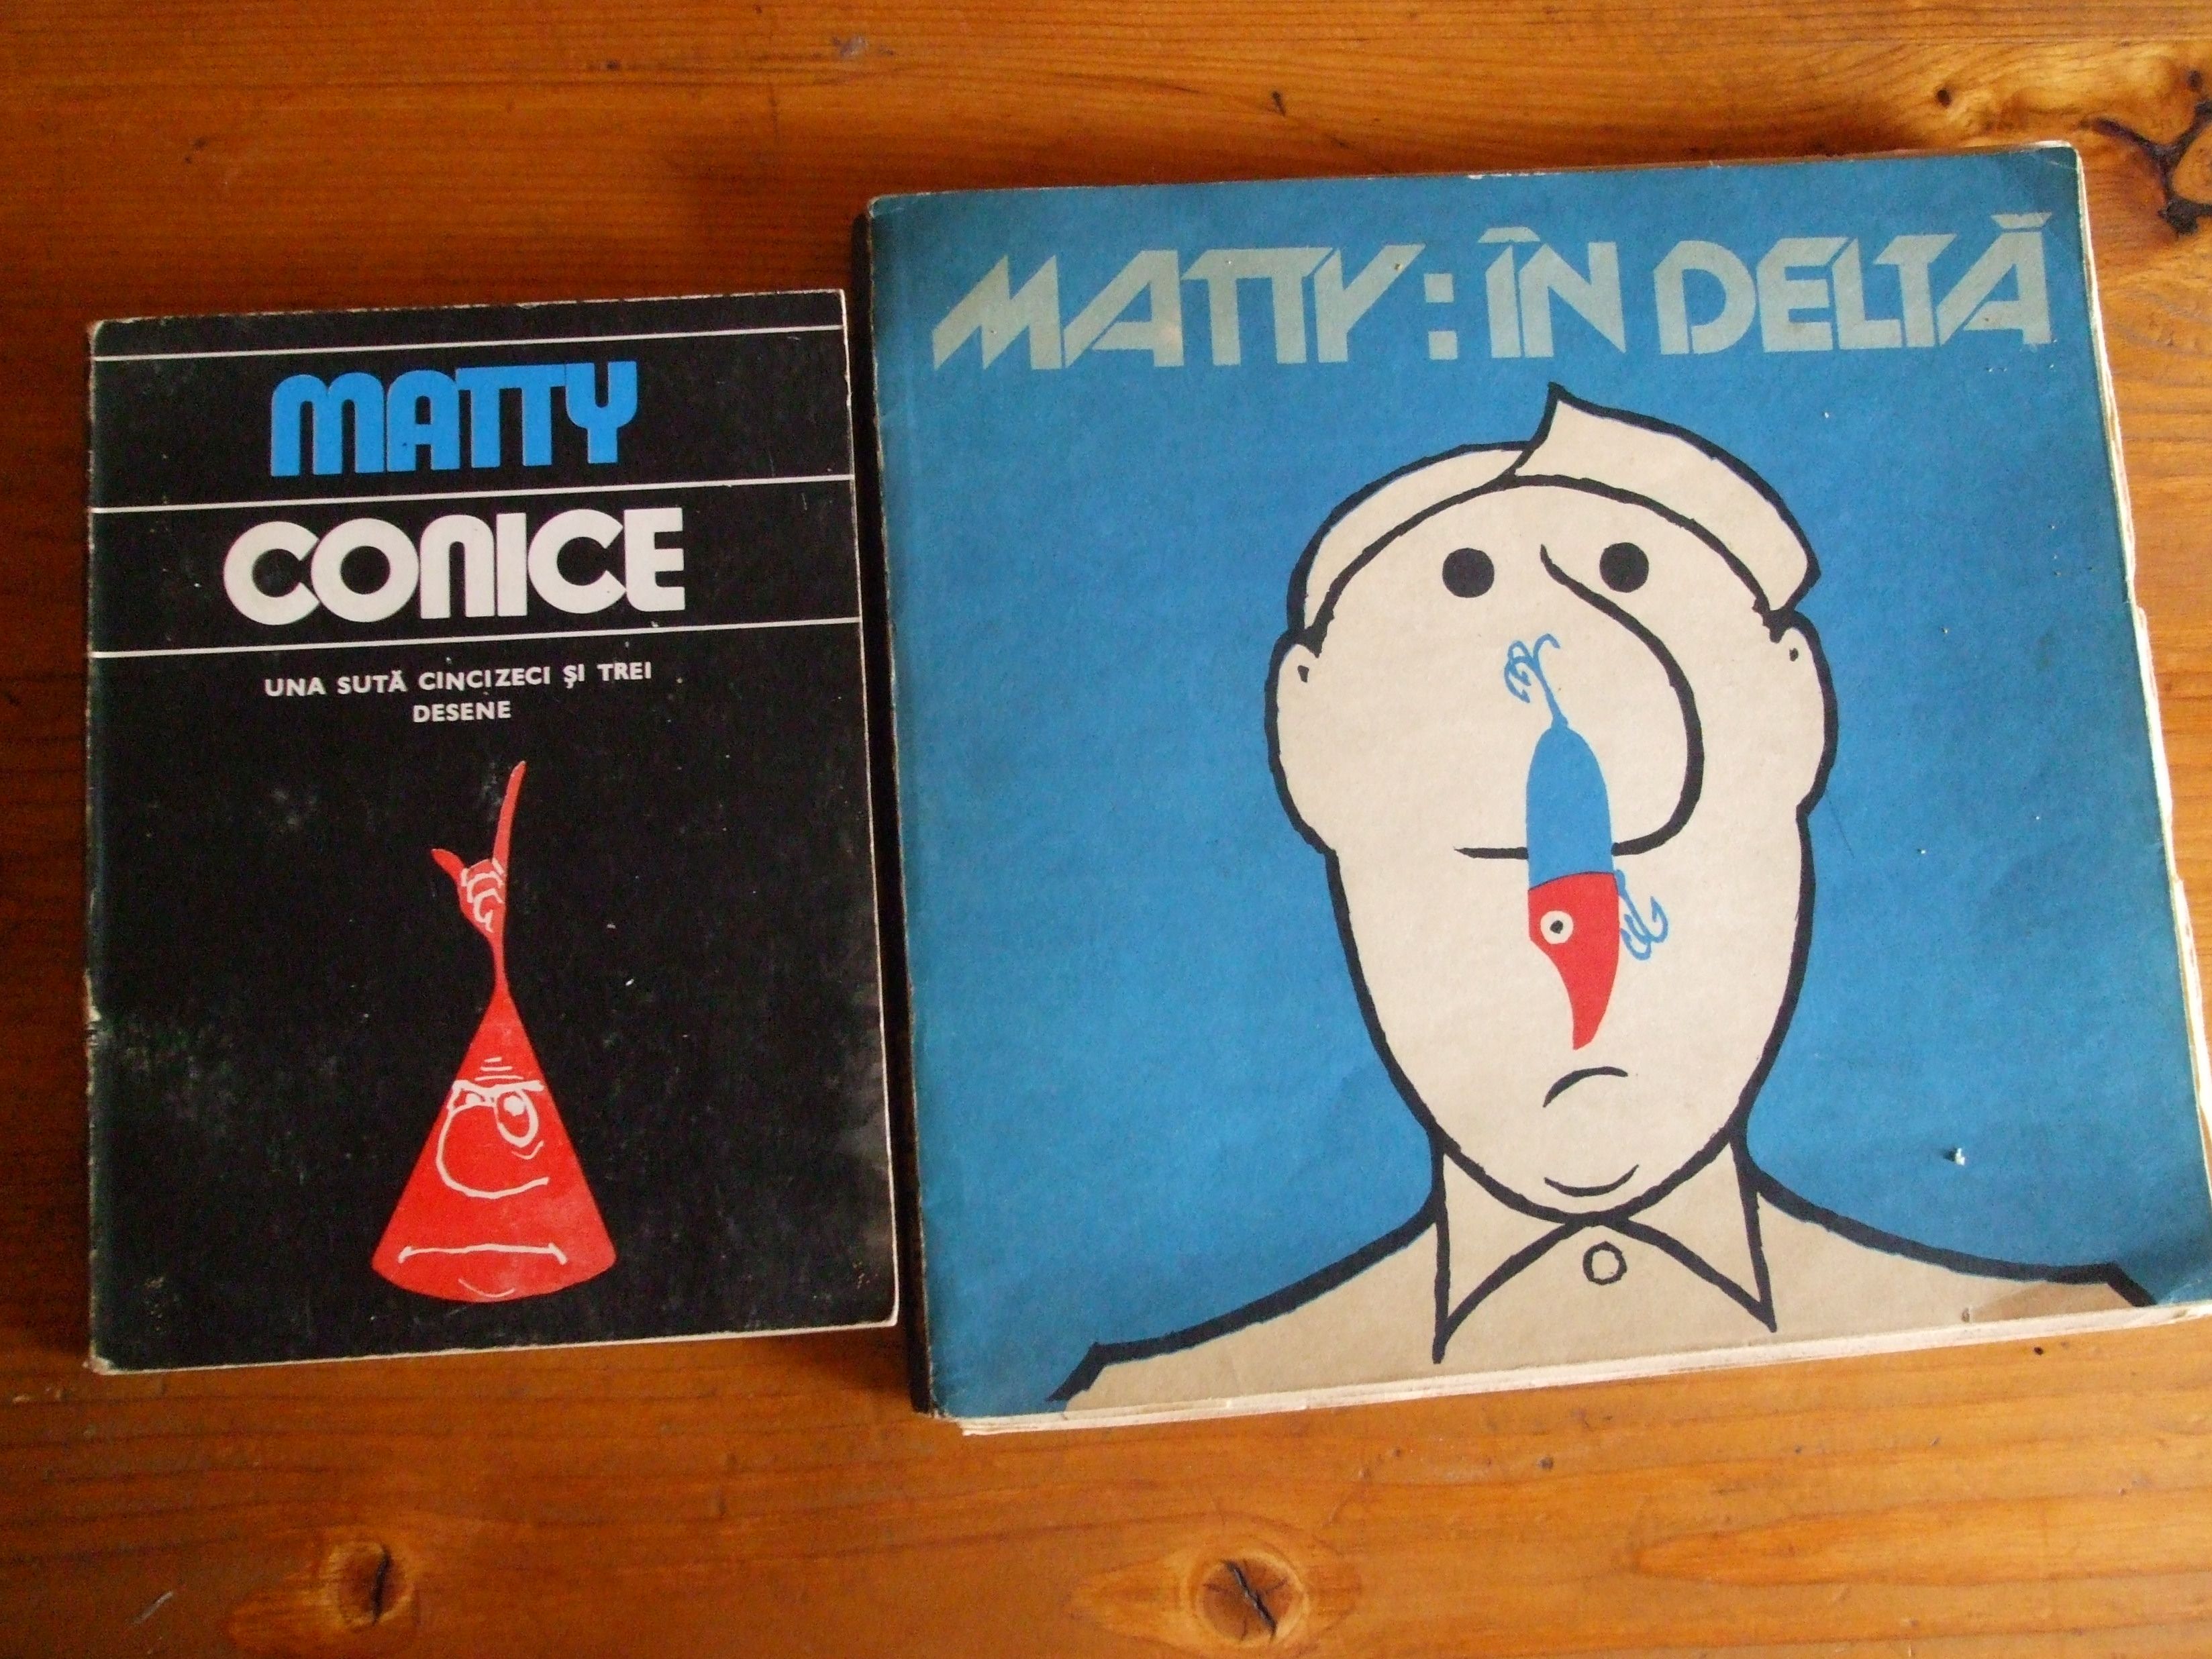 MATTY
CONICE
UNA SUTĂ CINCIZECI ŞI TREI
DESENE
MATTY: ÎN DELTĂ